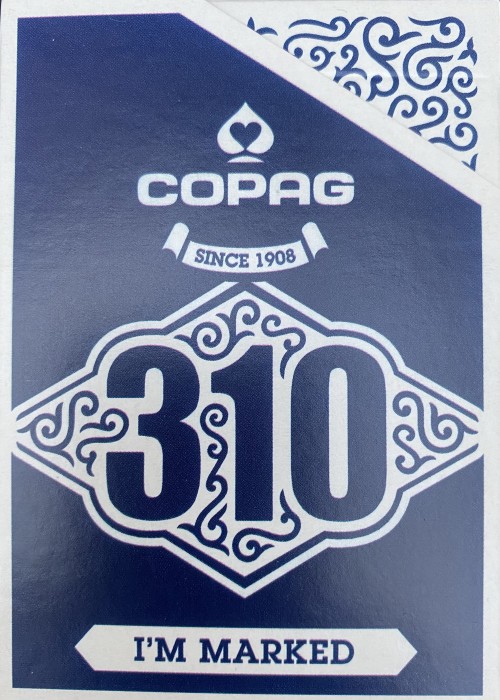 COPAG
SINCE 1908
310
I'M MARKED